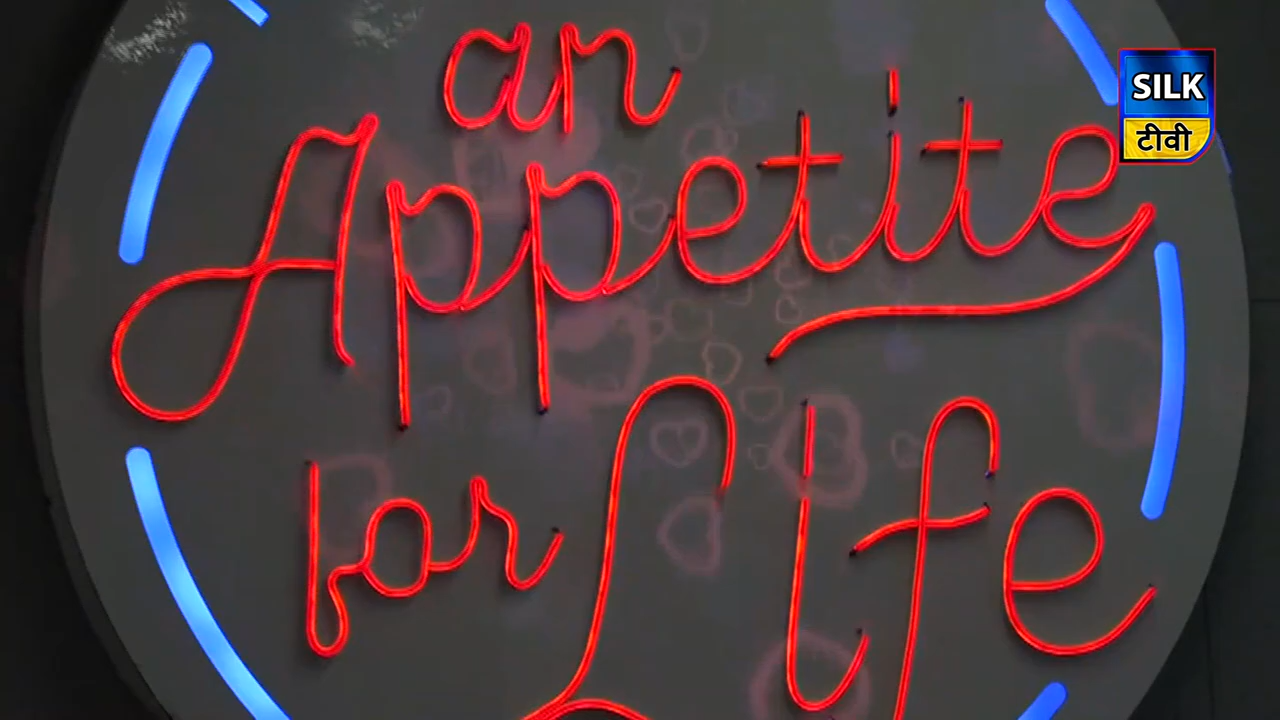 an
Appetite
for
Life
SILK
टीवी